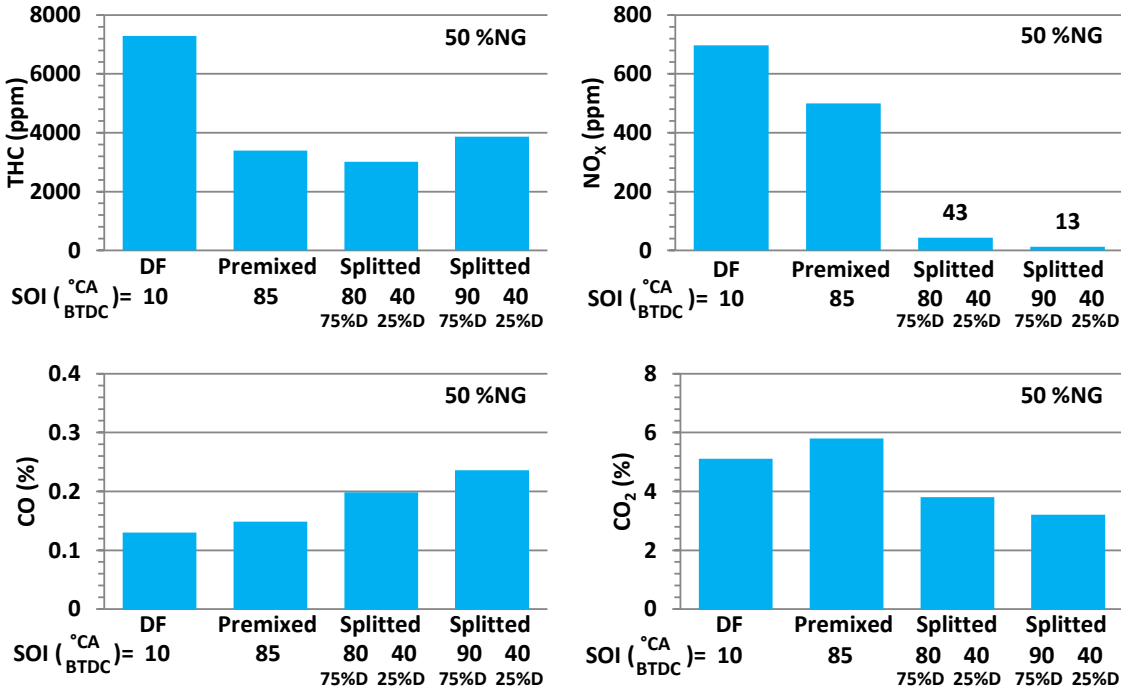 8000
6000
4000
2000
0
THC (ppm)
50 %NG
DF Premixed Splitted Splitted
SOI (°CA BTDC)= 10 85 80 40 90 40
75%D 25%D 75%D 25%D
800
600
400
200
0
NOX (ppm)
50 %NG
43
13
DF Premixed Splitted Splitted
SOI (°CA BTDC)= 10 85 80 40 90 40
75%D 25%D 75%D 25%D
0.4
0.3
0.2
0.1
0
CO (%)
50 %NG
DF Premixed Splitted Splitted
SOI (°CA BTDC)= 10 85 80 40 90 40
75%D 25%D 75%D 25%D
8
6
4
2
0
CO2 (%)
50 %NG
DF Premixed Splitted Splitted
SOI (°CA BTDC)= 10 85 80 40 90 40
75%D 25%D 75%D 25%D